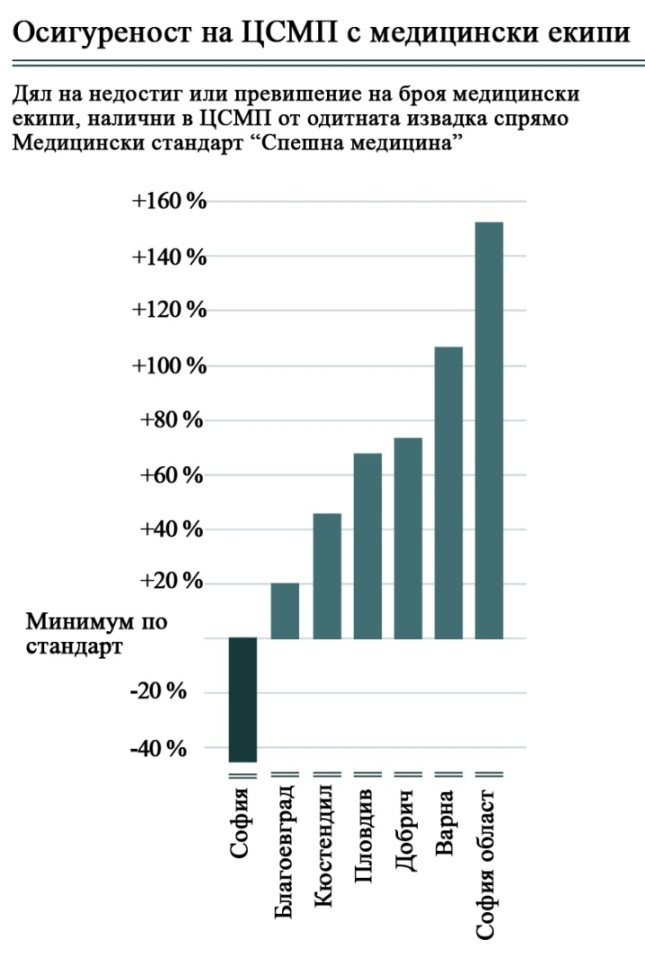 Осигуреност на ЦСМП с медицински екипи
Дял на недостиг или превишение на броя медицински
екипи, налични в ЦСМП от одитната извадка спрямо
Медицински стандарт “Спешна медицина”
+160 %
+140 %
+120 %
+100 %
+80 %
+60 %
+40 %
+20 %
Минимум по
стандарт
-20 %
-40 %
София
Благоевград
Кюстендил
Пловдив
Добрич
Варна
София област